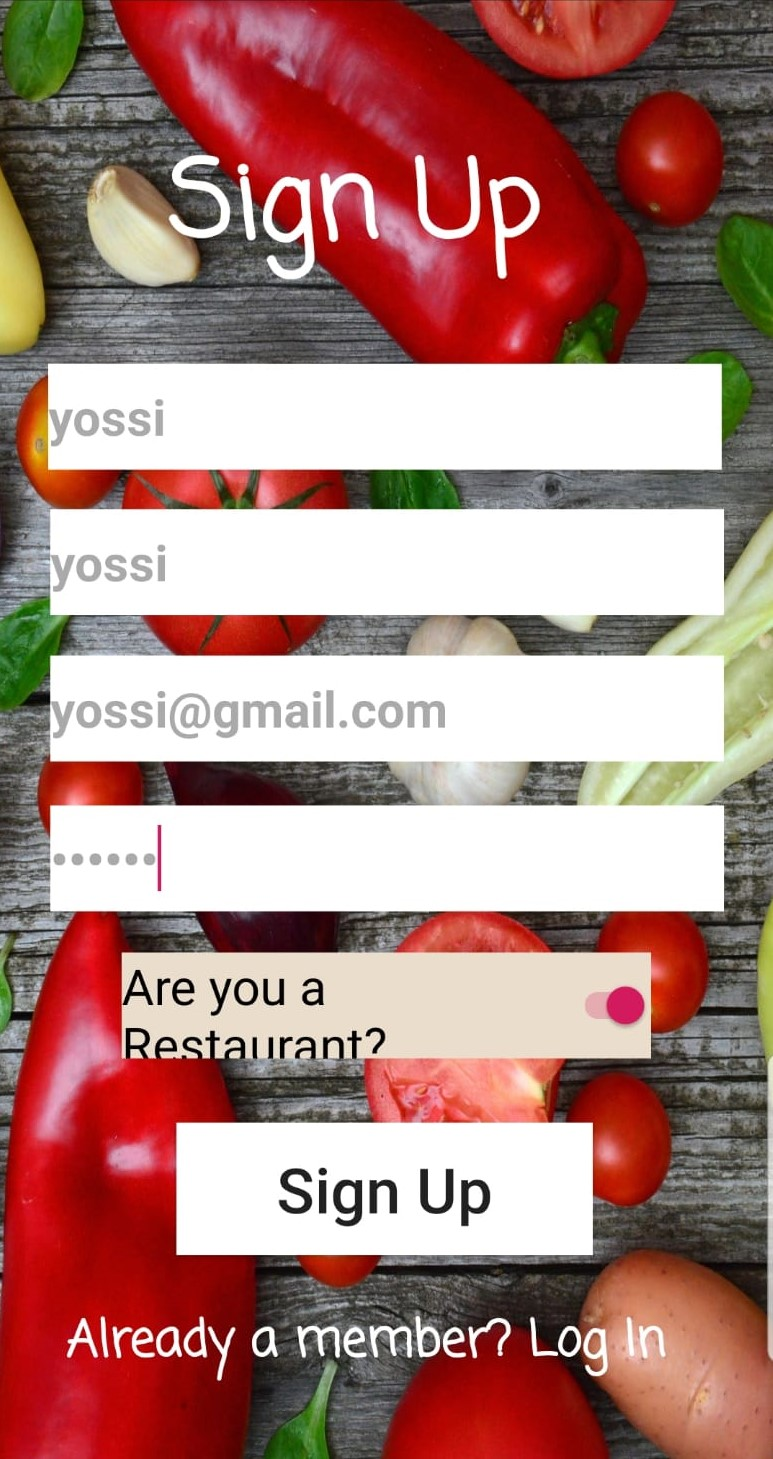 Sign Up
yossi
yossi
yossi@gmail.com
••••••
Are you a
Restaurant?
Sign Up
Already a member? Log In